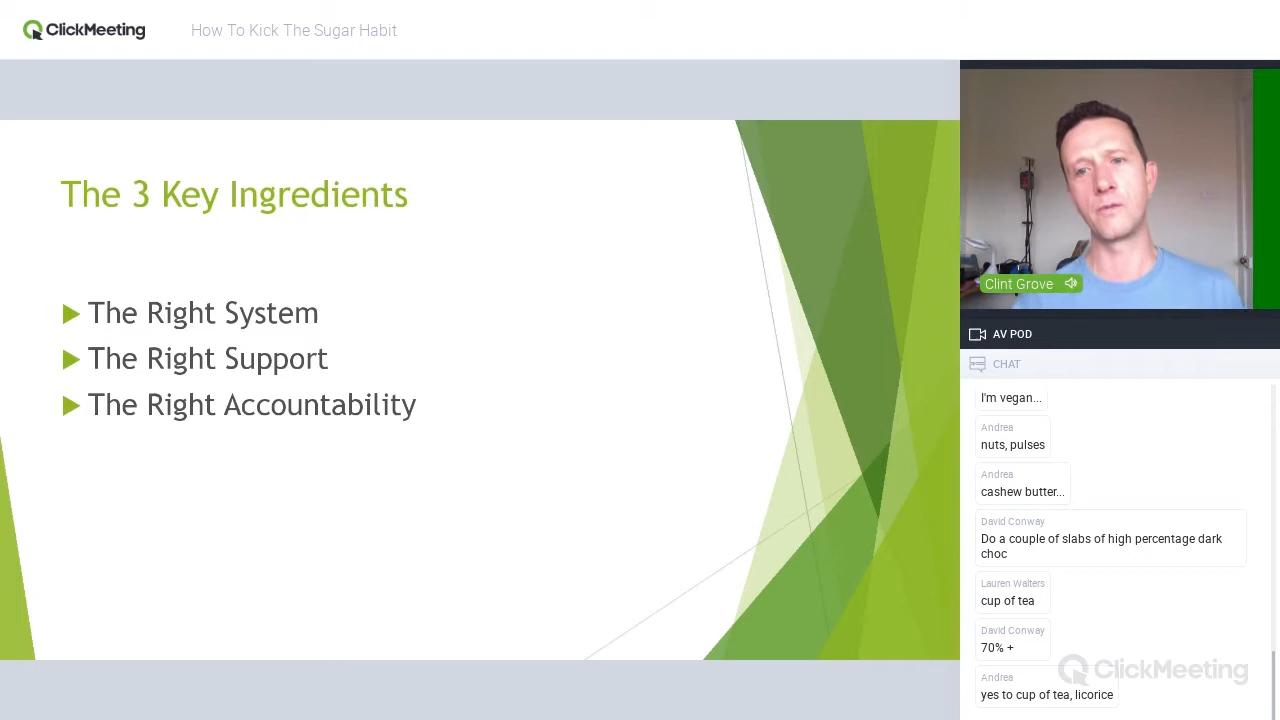 ClickMeeting
How To Kick The Sugar Habit
The 3 Key Ingredients
The Right System
The Right Support
The Right Accountability
Clint Grove
AV POD
CHAT
I'm vegan...
Andrea
nuts, pulses
Andrea
cashew butter...
David Conway
Do a couple of slabs of high percentage dark
choc
Lauren Walters
cup of tea
David Conway
70% +
ClickMeeting
Andrea
yes to cup of tea, licorice